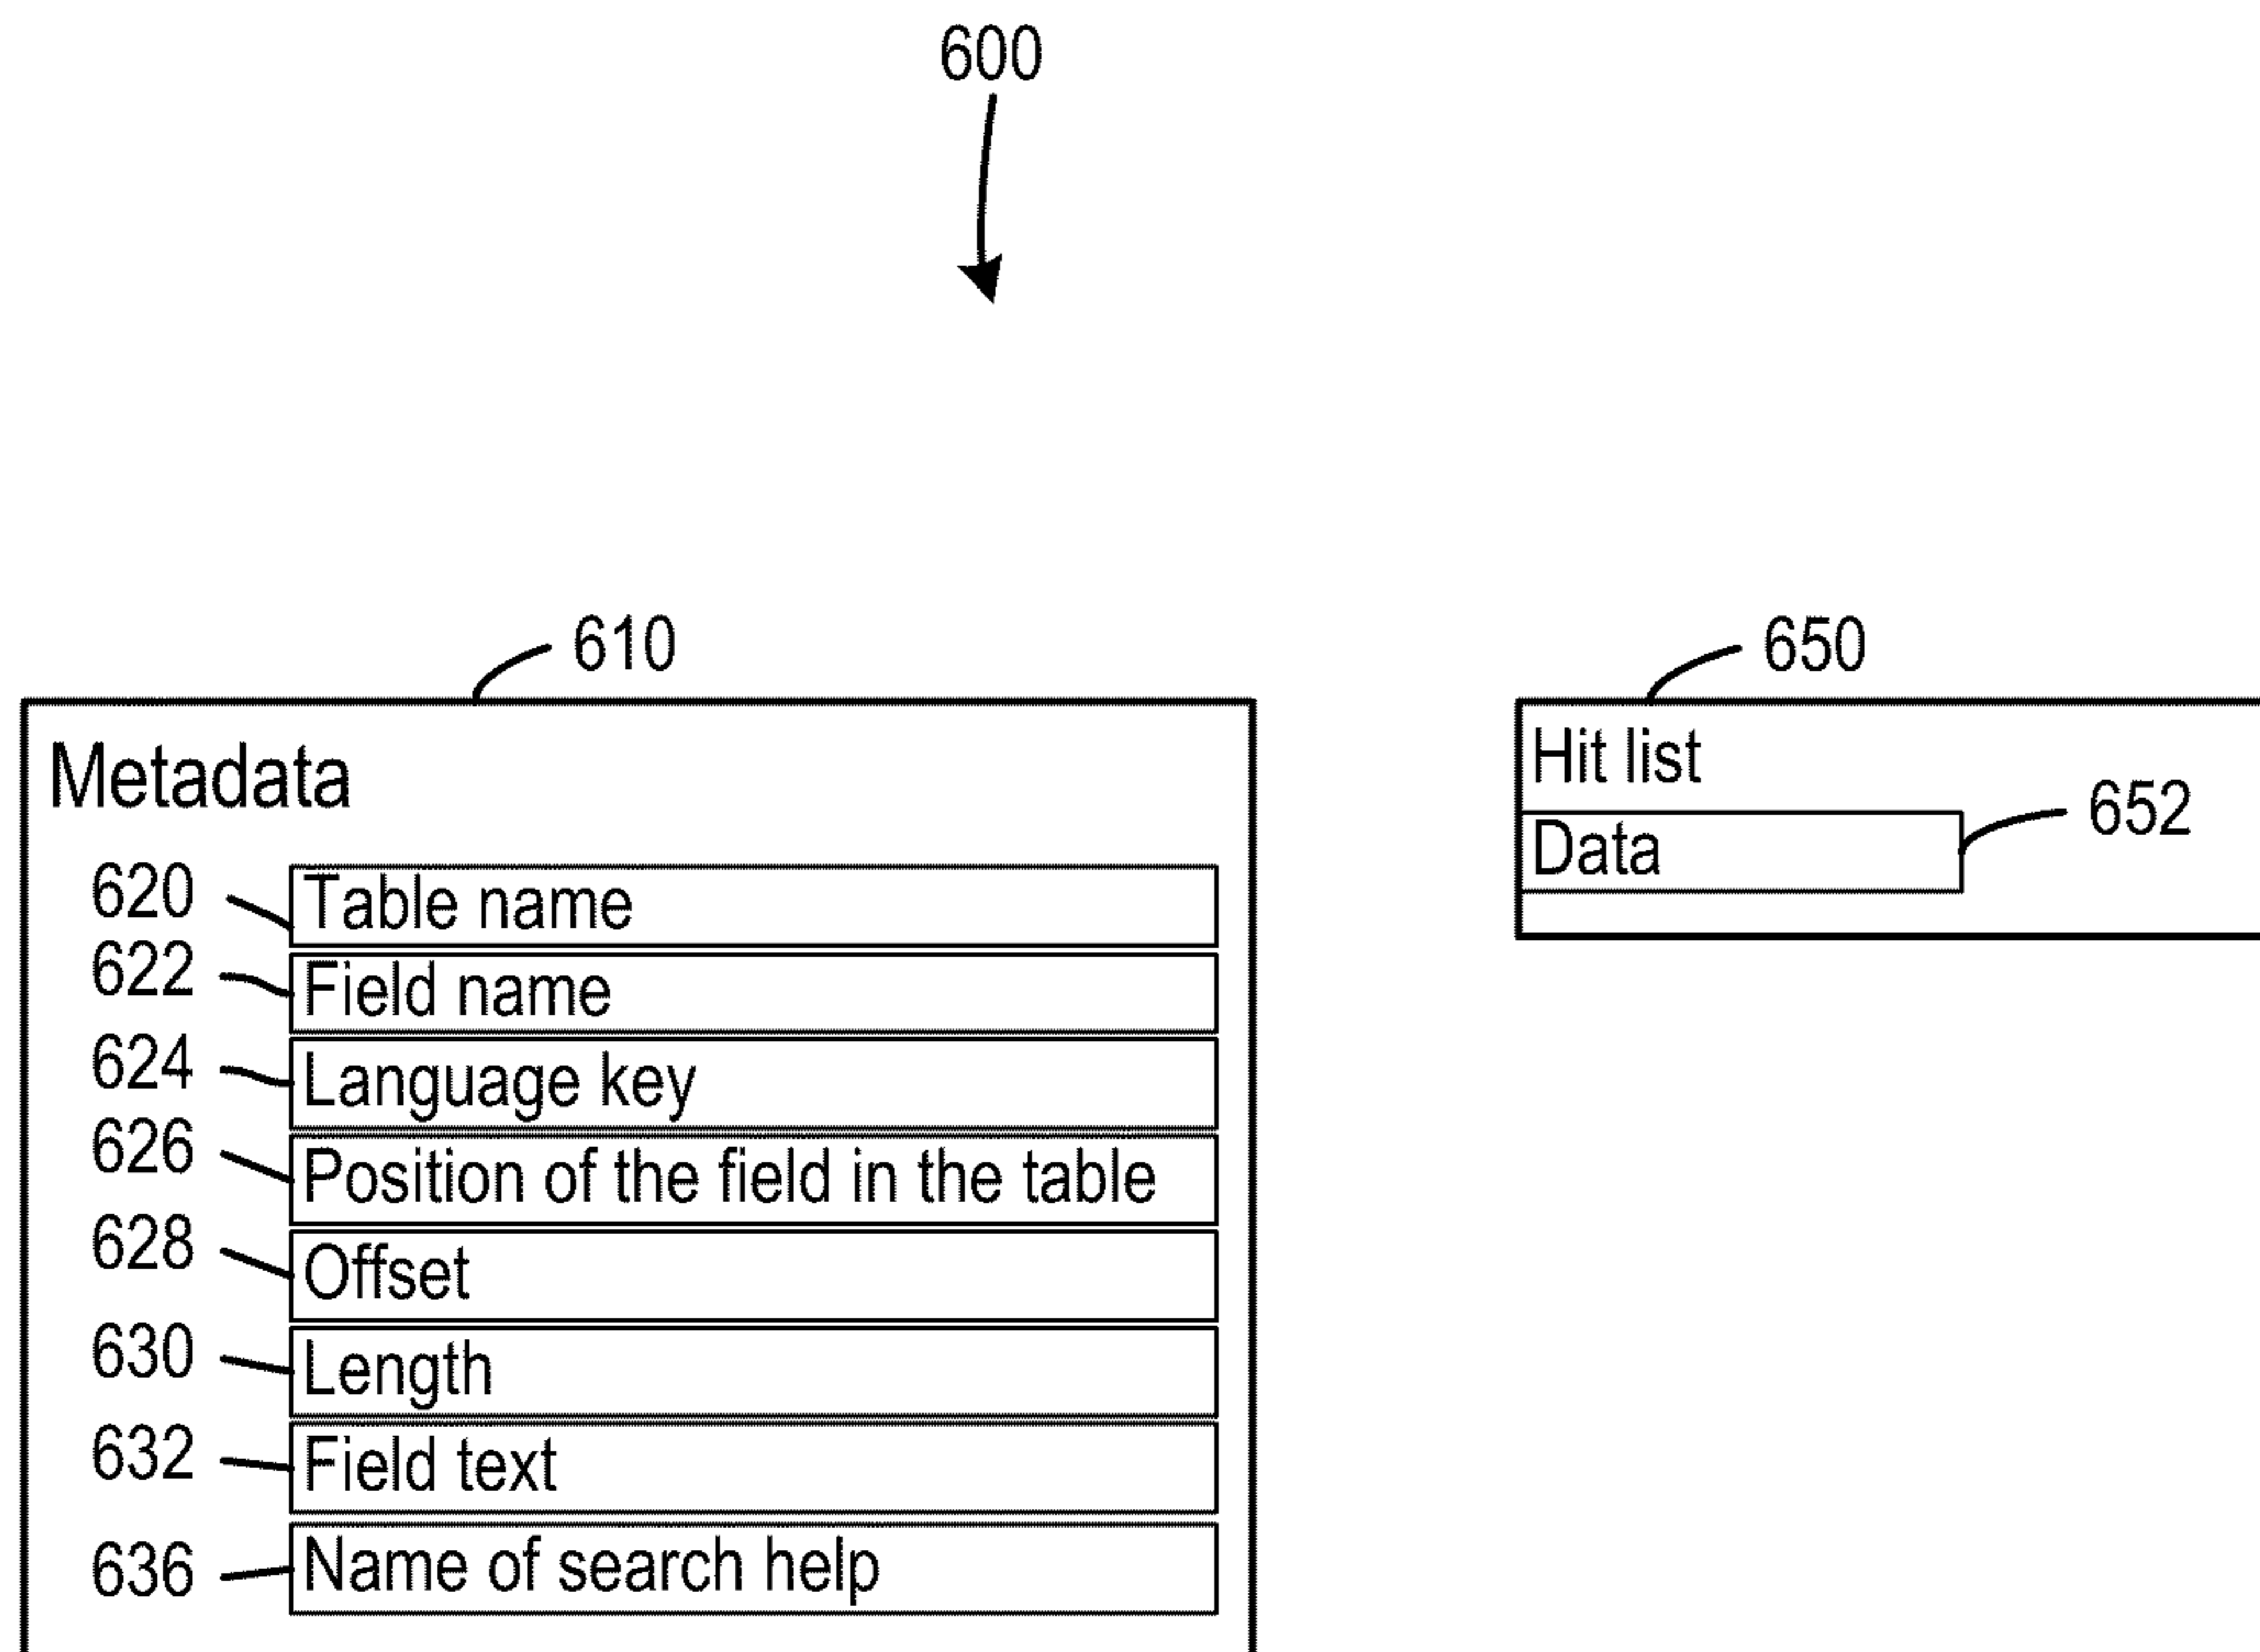 600
610
Metadata
620 Table name
622 Field name
624 Language key
626 Position of the field in the table
628 Offset
630 Length
632 Field text
636 Name of search help
650
Hit list
652
Data